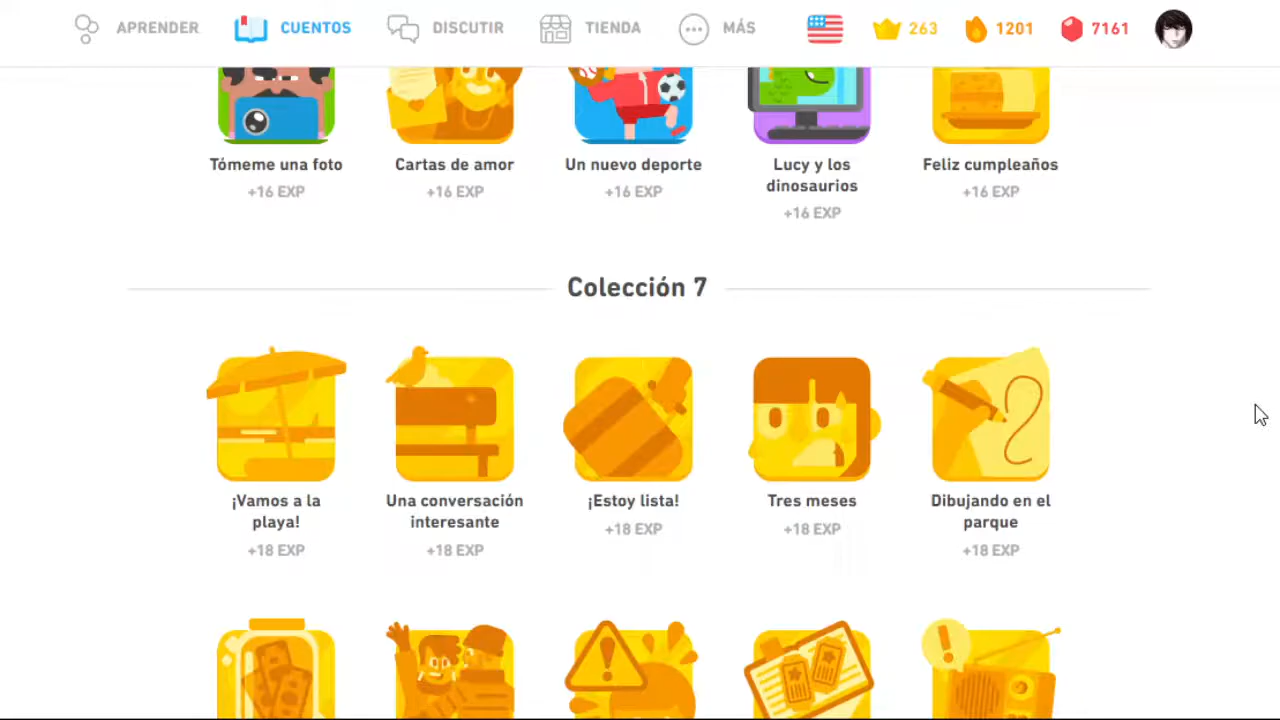 APRENDER
CUENTOS
DISCUTIR
TIENDA
MÁS
263
1201
7161
Tómeme una foto
+16 EXP
Cartas de amor
+16 EXP
Un nuevo deporte
+16 EXP
Lucy y los
dinosaurios
+16 EXP
Feliz cumpleaños
+16 EXP
Colección 7
¡Vamos a la
playa!
+18 EXP
Una conversación
interesante
+18 EXP
¡Estoy lista!
+18 EXP
Tres meses
+18 EXP
Dibujando en el
parque
+18 EXP